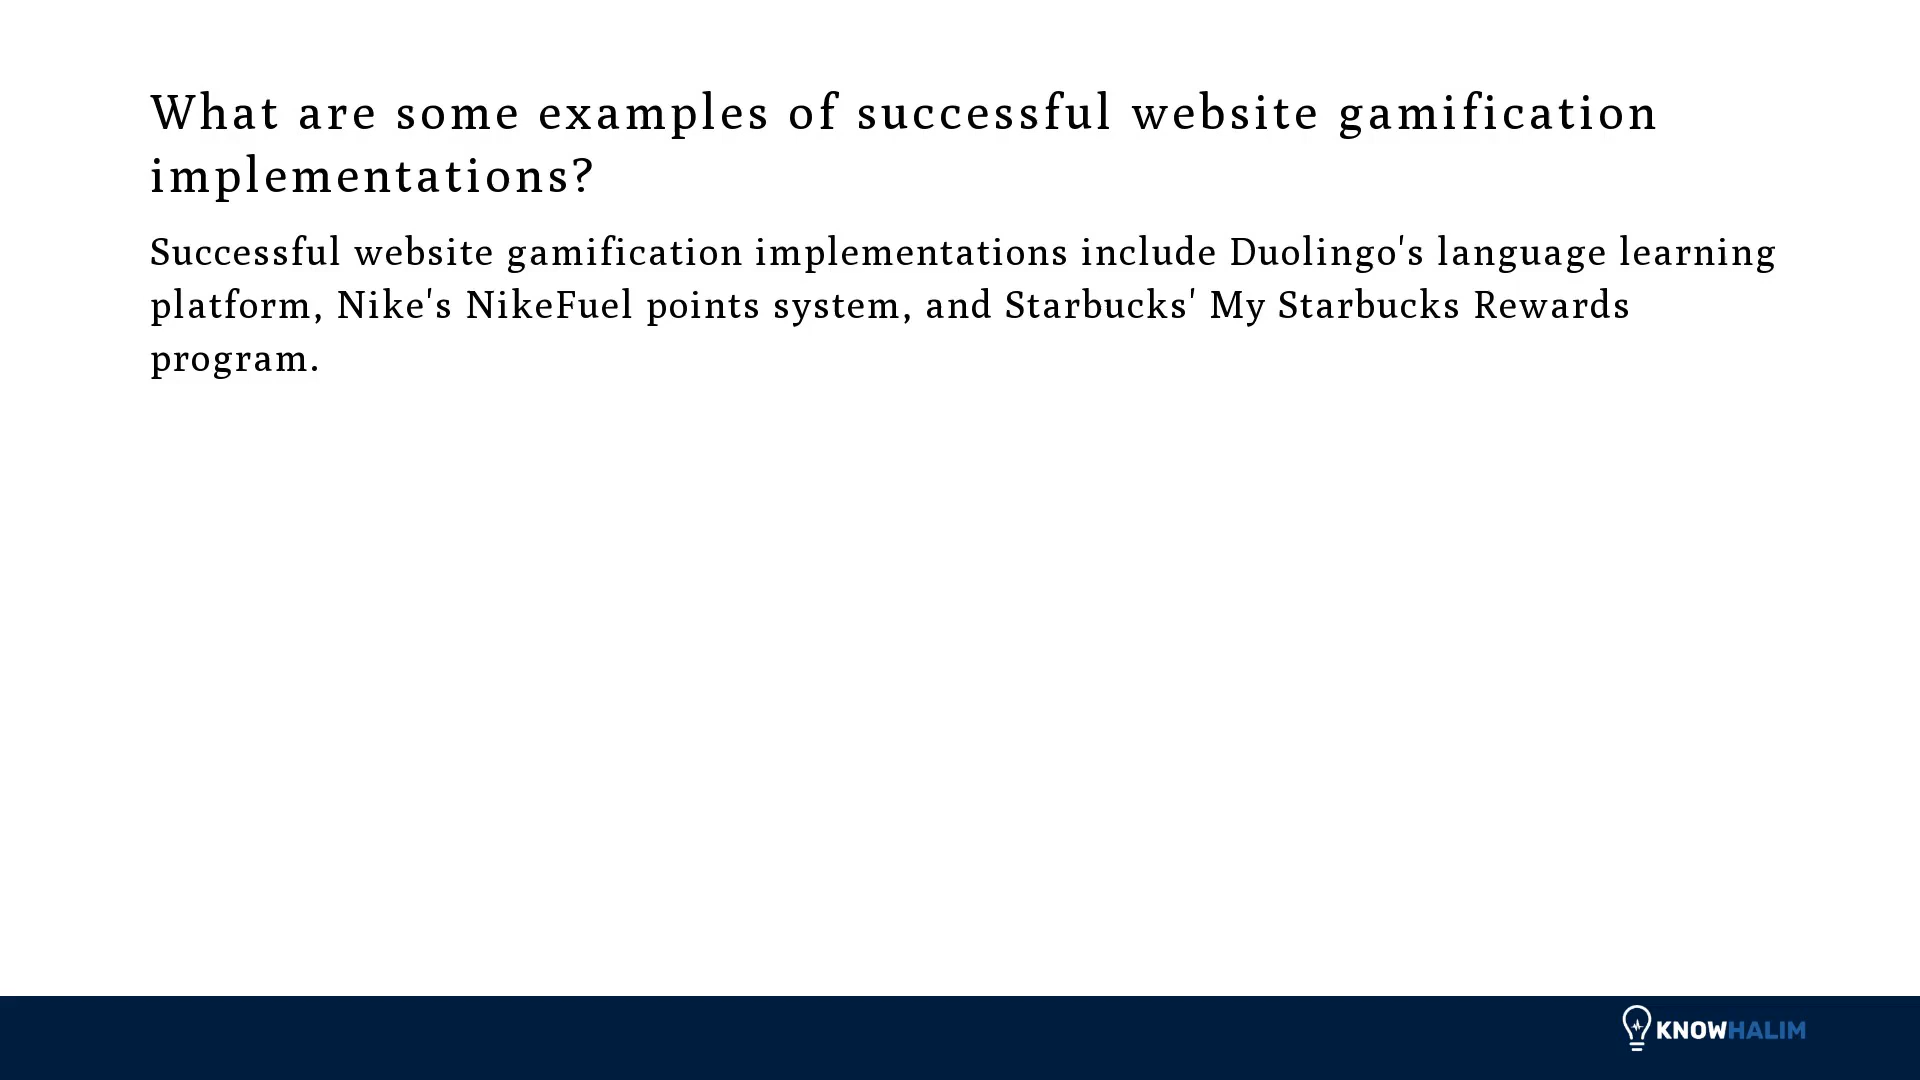 What are some examples of successful website gamification
implementations?
Successful website gamification implementations include Duolingo's language learning
platform, Nike's NikeFuel points system, and Starbucks' My Starbucks Rewards
program.
KNOWHALIM